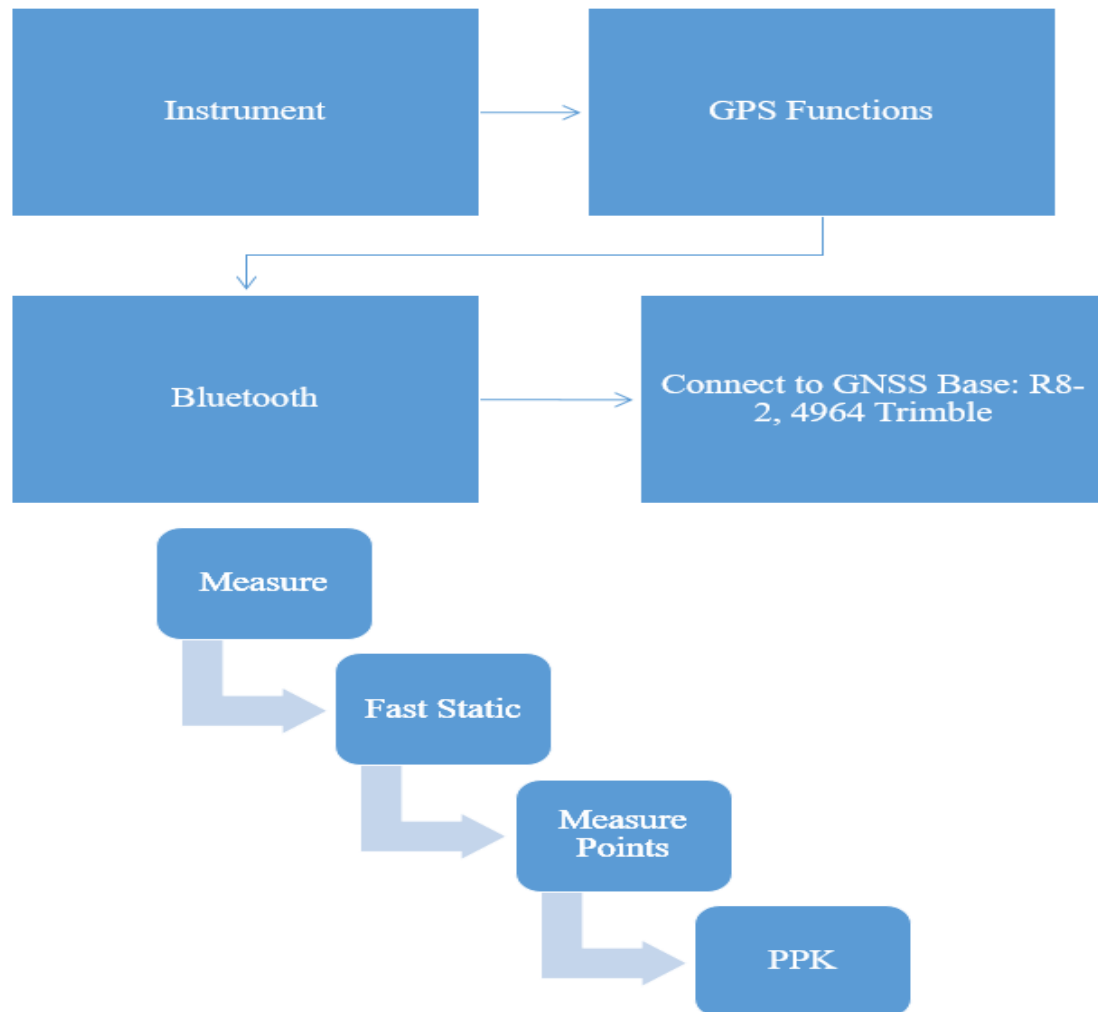 Instrument
GPS Functions
Bluetooth
Connect to GNSS Base: R8-
2, 4964 Trimble
Measure
Fast Static
Measure
Points
PPK